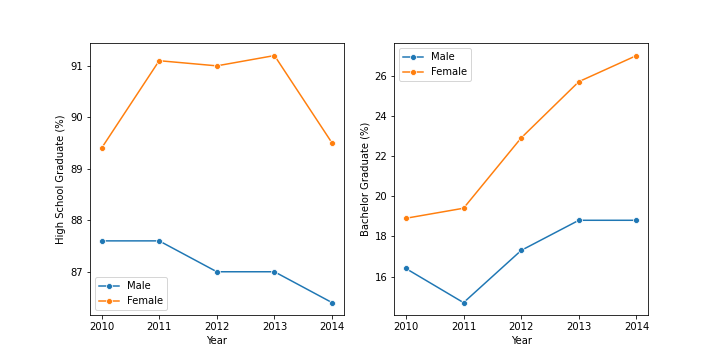 High School Graduate (%)
91
90
89
88
87
Male
Female
2010 2011 2012 2013 2014
Year
Bachelor Graduate (%)
Male
Female
26
24
22
20
18
16
2010 2011 2012 2013 2014
Year